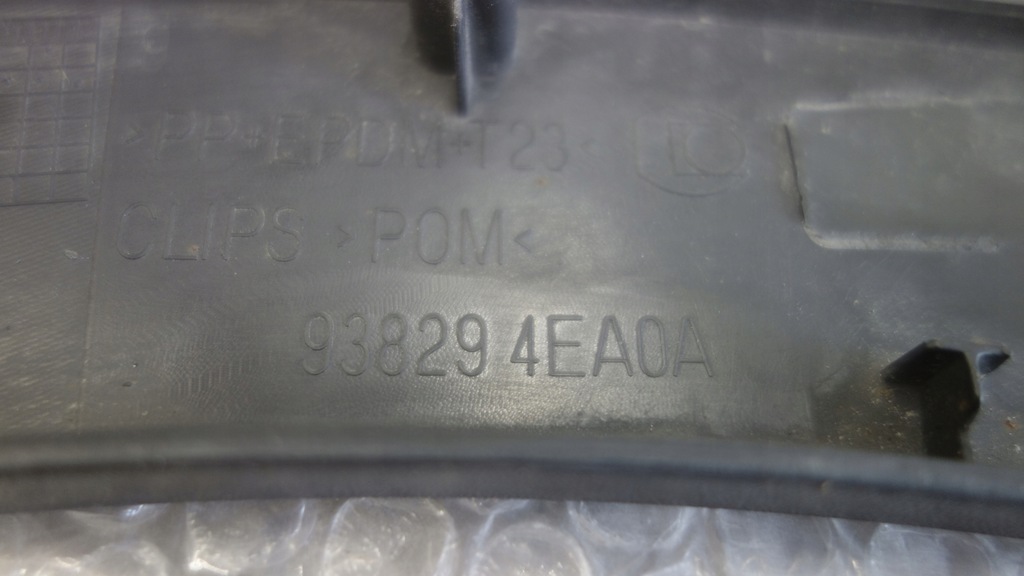 >PP+EPDM+T23<
CLIPS >POM<
93829 4EA0A